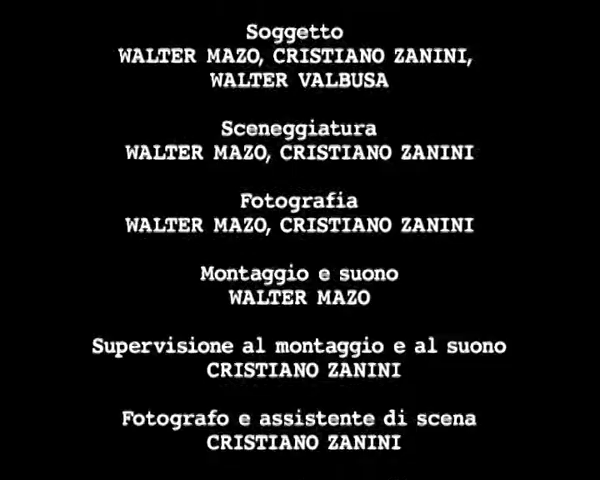 Soggetto
WALTER MAZO, CRISTIANO ZANINI,
WALTER VALBUSA
Sceneggiatura
WALTER MAZO, CRISTIANO ZANINI
Fotografia
WALTER MAZO, CRISTIANO ZANINI
Montaggio e suono
WALTER MAZO
Supervisione al montaggio e al suono
CRISTIANO ZANINI
Fotografo e assistente di scena
CRISTIANO ZANINI